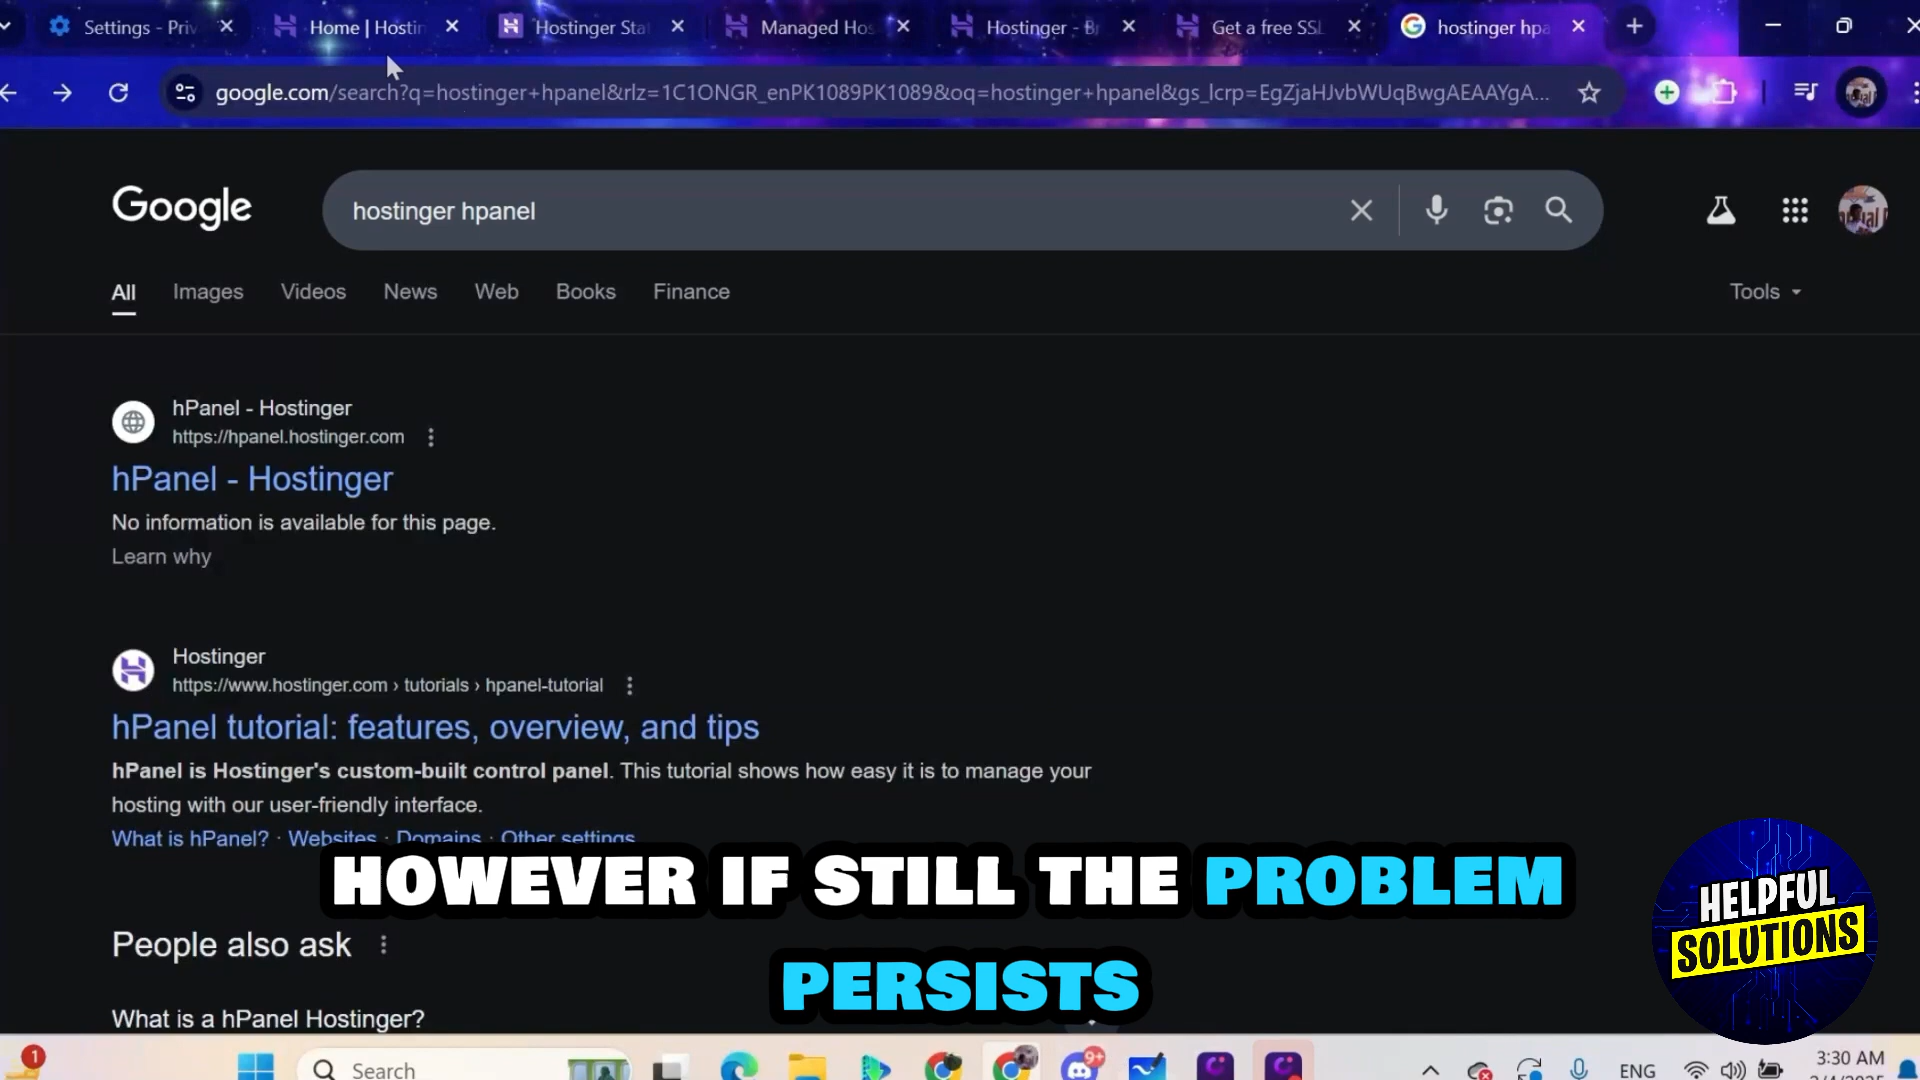 Settings - Priv
Home | Hostin
Hostinger Stat
Managed Hos
Hostinger - Br
Get a free SSL
hostinger hpa
google.com/search?q=hostinger+hpanel&rlz=1C1ONGR_enPK1089PK1089&oq=hostinger+hpanel&gs_lcrp=EgZjaHJvbWUqBwgAEAAYgA...
Google
hostinger hpanel
All Images Videos News Web Books Finance
Tools
hPanel - Hostinger
https://hpanel.hostinger.com
hPanel - Hostinger
No information is available for this page.
Learn why
Hostinger
https://www.hostinger.com › tutorials › hpanel-tutorial
hPanel tutorial: features, overview, and tips
hPanel is Hostinger's custom-built control panel. This tutorial shows how easy it is to manage your
hosting with our user-friendly interface.
What is hPanel? · Websites · Domains · Other settings
HOWEVER IF STILL THE PROBLEM
PERSISTS
HELPFUL
SOLUTIONS
People also ask
What is a hPanel Hostinger?
1
Search
9+
ENG
3:30 AM